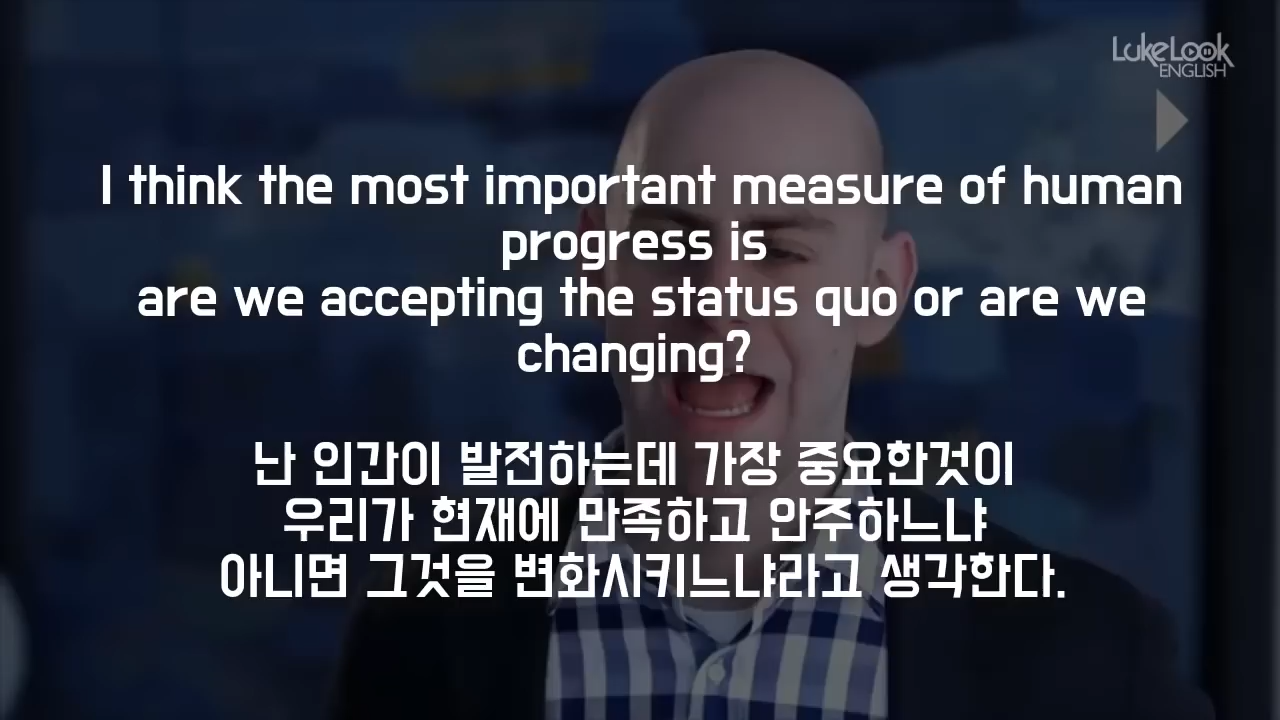 LukeLook
ENGLISH
I think the most important measure of human
progress is
are we accepting the status quo or are we
changing?
난 인간이 발전하는데 가장 중요한것이
우리가 현재에 만족하고 안주하느냐
아니면 그것을 변화시키느냐라고 생각한다.